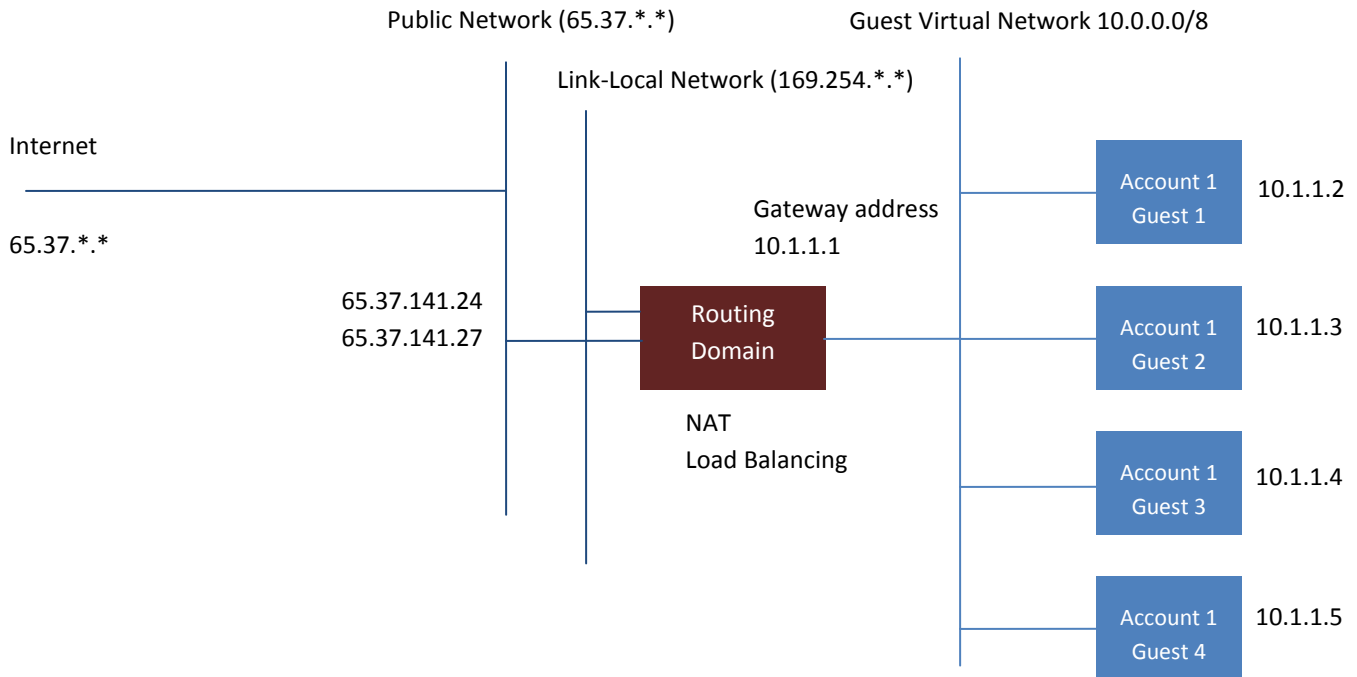 Public Network (65.37.*.*)
Guest Virtual Network 10.0.0.0/8
Link-Local Network (169.254.*.*)
Internet
65.37.*.*
65.37.141.24
65.37.141.27
Gateway address
10.1.1.1
Routing
Domain
NAT
Load Balancing
Account 1
Guest 1
10.1.1.2
Account 1
Guest 2
10.1.1.3
Account 1
Guest 3
10.1.1.4
Account 1
Guest 4
10.1.1.5